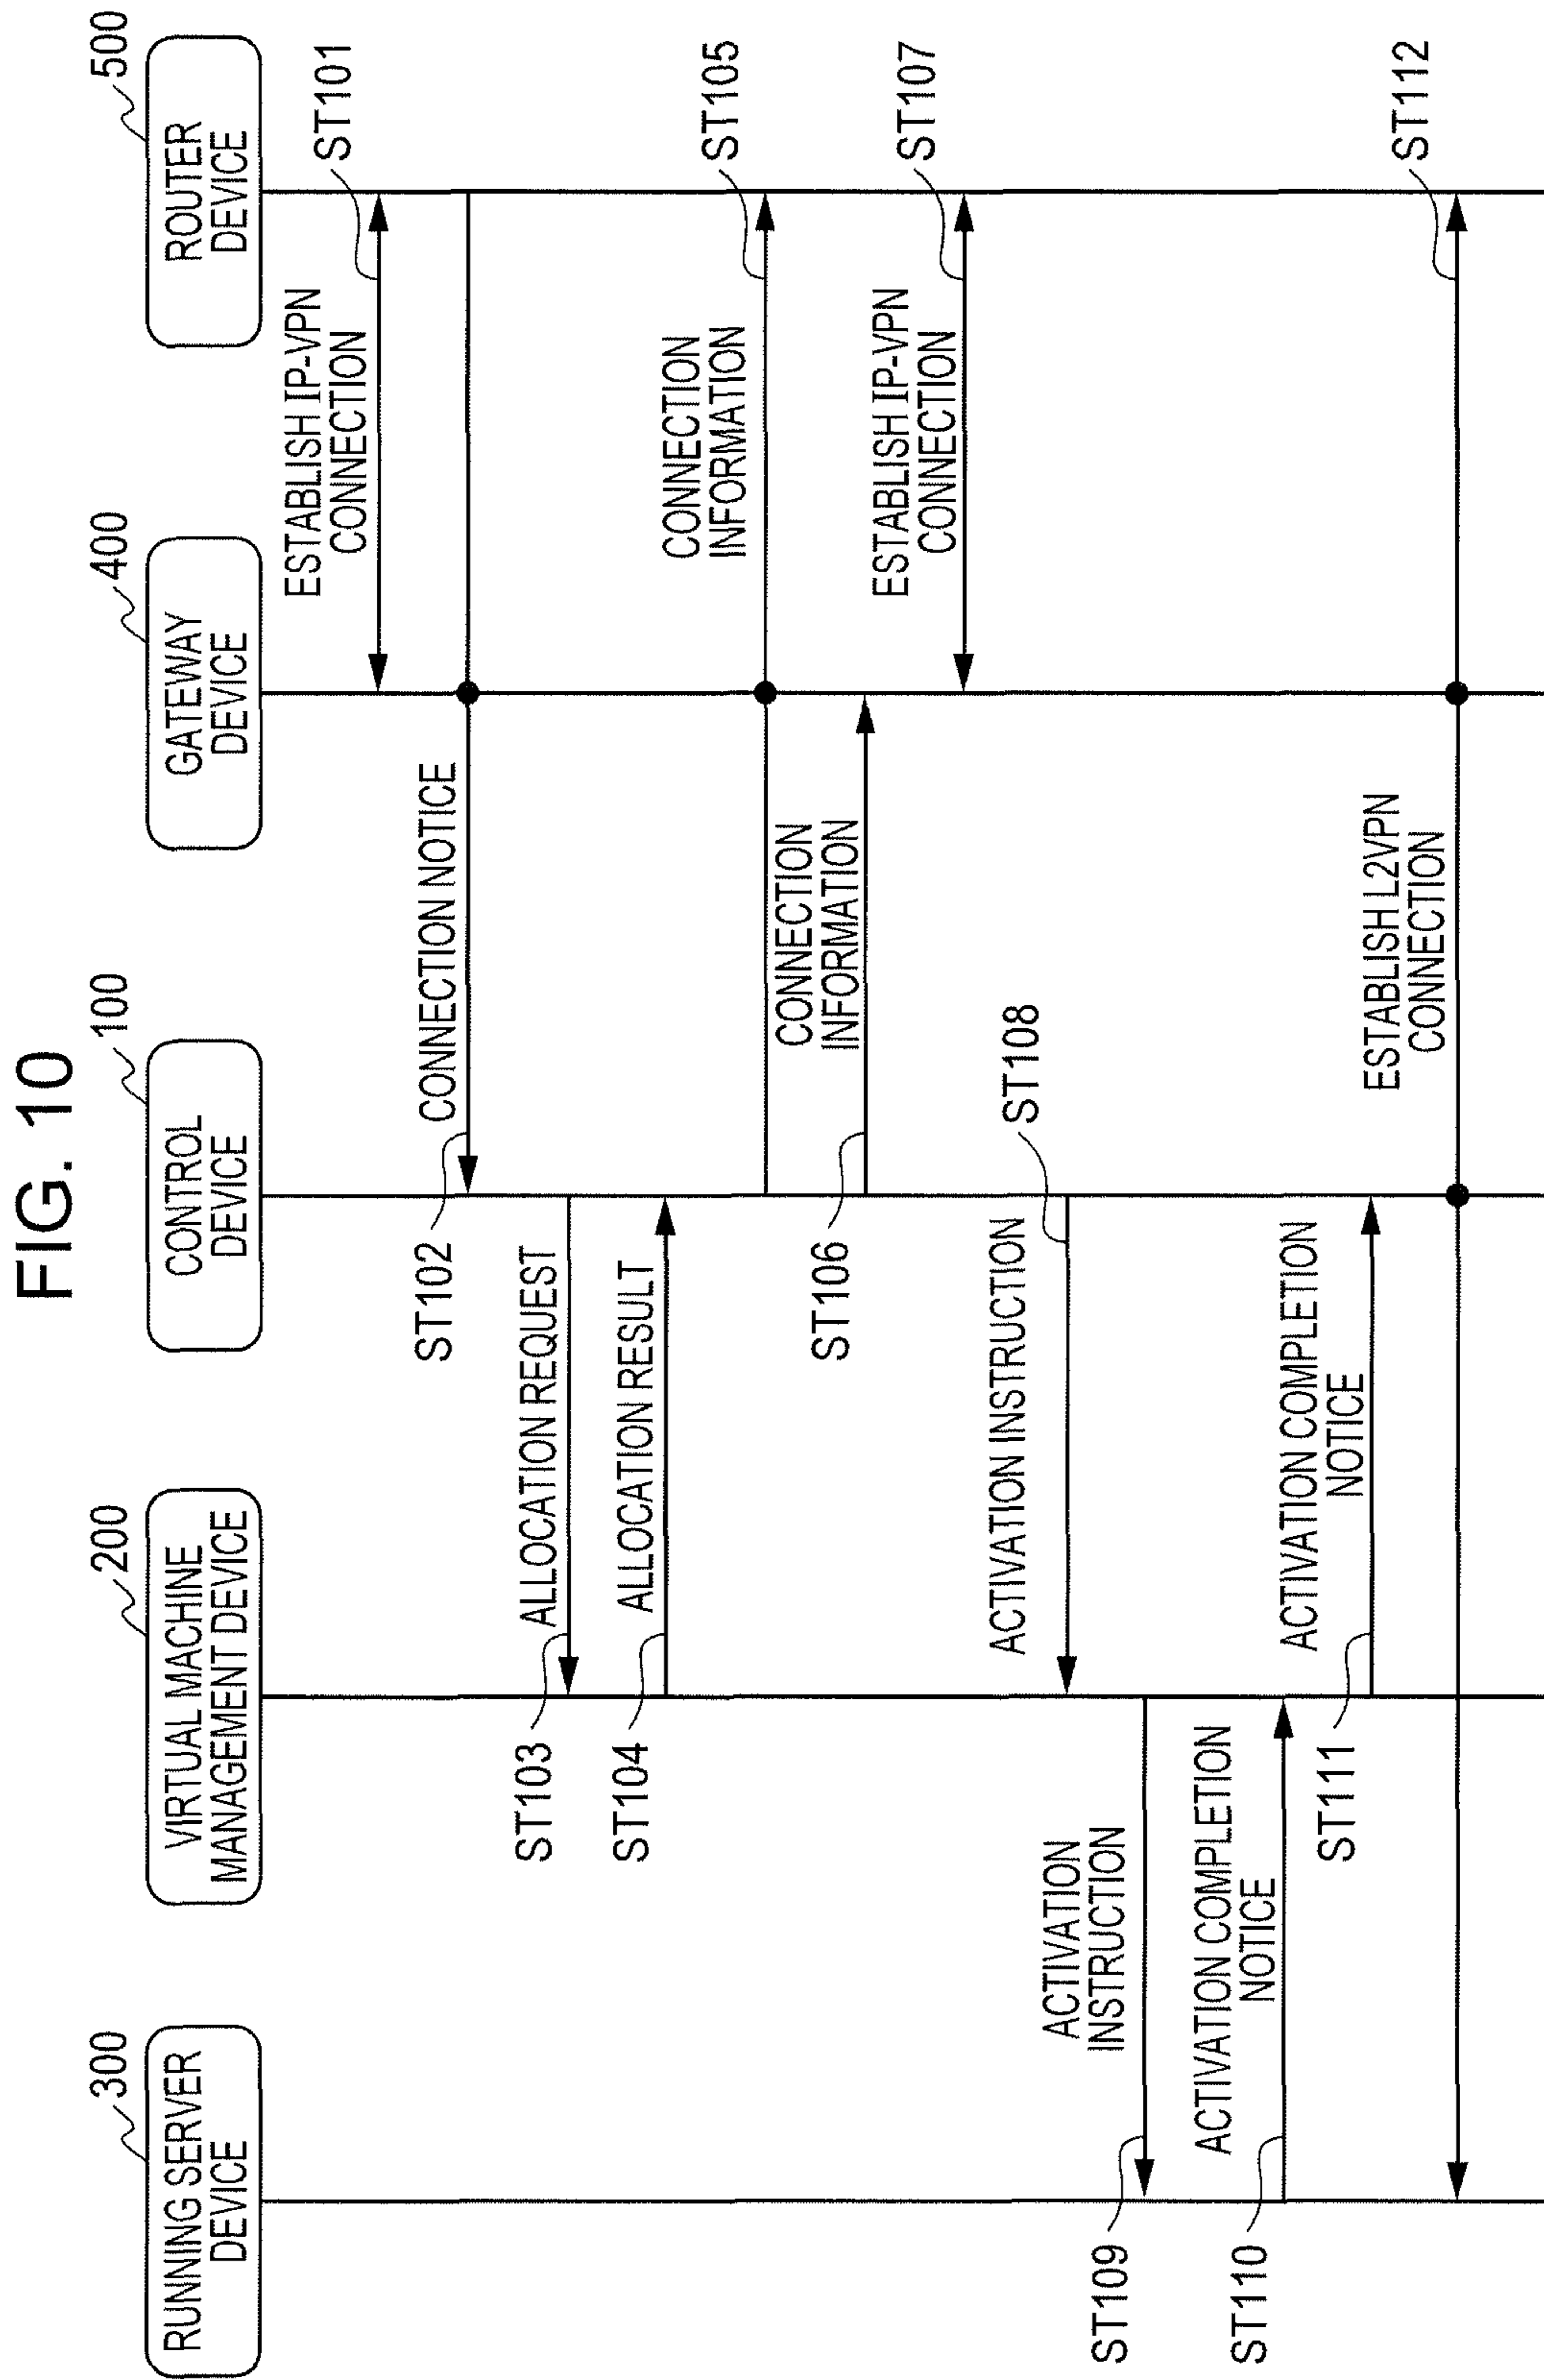 FIG. 10
300
RUNNING SERVER
DEVICE
200
VIRTUAL MACHINE
MANAGEMENT DEVICE
100
CONTROL
DEVICE
400
GATEWAY
DEVICE
500
ROUTER
DEVICE
ESTABLISH IP-VPN
CONNECTION
ST101
ST102
CONNECTION NOTICE
ST103
ALLOCATION REQUEST
ST104
ALLOCATION RESULT
CONNECTION
INFORMATION
ST105
ST106
CONNECTION
INFORMATION
ESTABLISH IP-VPN
CONNECTION
ST107
ACTIVATION INSTRUCTION
ST108
ST109
ACTIVATION
INSTRUCTION
ST110
ACTIVATION COMPLETION
NOTICE
ST111
ACTIVATION COMPLETION
NOTICE
ESTABLISH L2VPN
CONNECTION
ST112